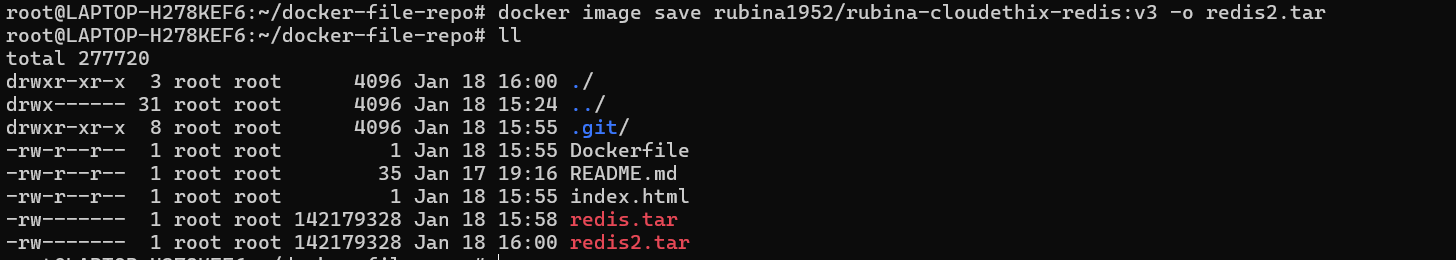 root@LAPTOP-H278KEF6:~/docker-file-repo# docker image save rubina1952/rubina-cloudethix-redis:v3 -o redis2.tar
root@LAPTOP-H278KEF6:~/docker-file-repo# ll
total 277720
drwxr-xr-x  3 root root      4096 Jan 18 16:00 ./
drwx------ 31 root root      4096 Jan 18 15:24 ../
drwxr-xr-x  8 root root      4096 Jan 18 15:55 .git/
-rw-r--r--  1 root root         1 Jan 18 15:55 Dockerfile
-rw-r--r--  1 root root        35 Jan 17 19:16 README.md
-rw-r--r--  1 root root         1 Jan 18 15:55 index.html
-rw-------  1 root root 142179328 Jan 18 15:58 redis.tar
-rw-------  1 root root 142179328 Jan 18 16:00 redis2.tar